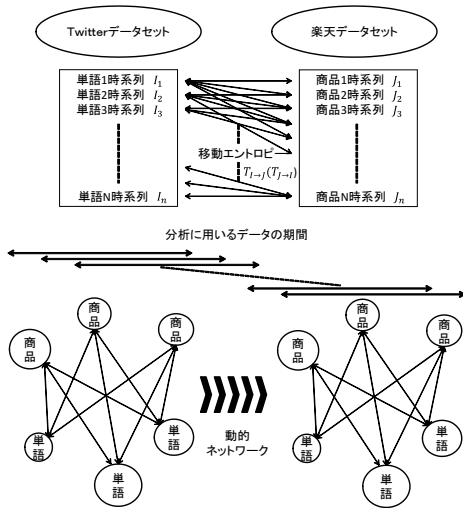 Twitterデータセット
楽天データセット
単語1時系列 I₁
単語2時系列 I₂
単語3時系列 I₃
単語N時系列 Iₙ
商品1時系列 J₁
商品2時系列 J₂
商品3時系列 J₃
商品N時系列 Jₙ
移動エントロピー
T_{I→J}(T_{J→I})
分析に用いるデータの期間
商品
商品
商品
単語
単語
単語
動的
ネットワーク
商品
商品
商品
単語
単語
単語